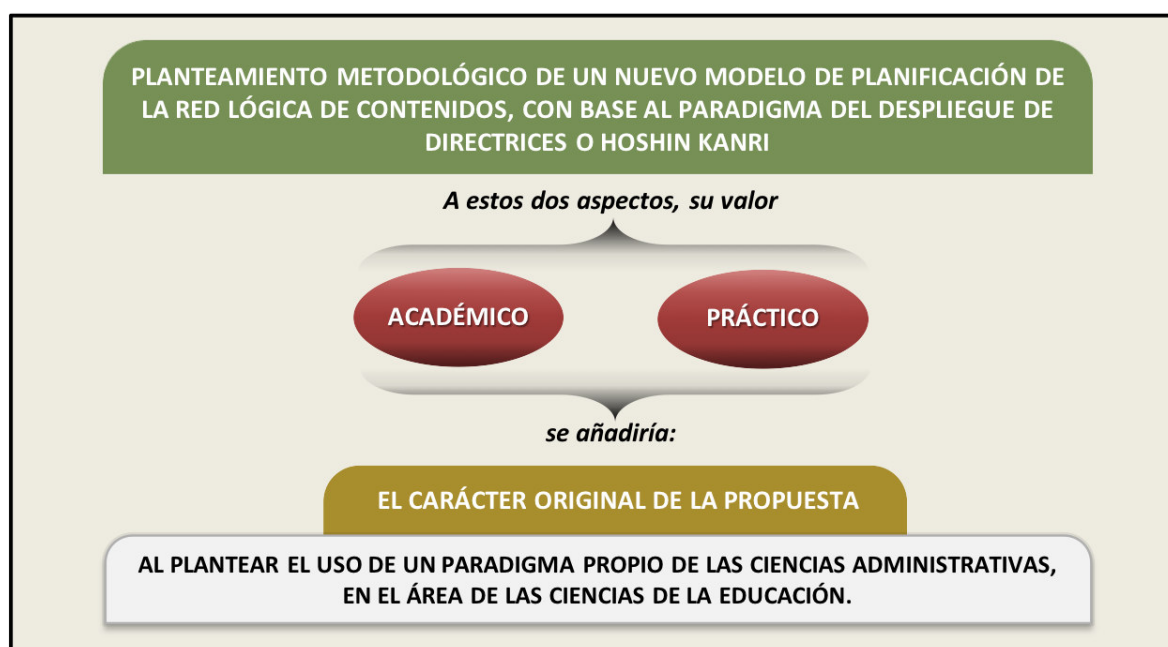 PLANTEAMIENTO METODOLÓGICO DE UN NUEVO MODELO DE PLANIFICACIÓN DE
LA RED LÓGICA DE CONTENIDOS, CON BASE AL PARADIGMA DEL DESPLIEGUE DE
DIRECTRICES O HOSHIN KANRI
A estos dos aspectos, su valor
ACADÉMICO
PRÁCTICO
se añadiría:
EL CARÁCTER ORIGINAL DE LA PROPUESTA
AL PLANTEAR EL USO DE UN PARADIGMA PROPIO DE LAS CIENCIAS ADMINISTRATIVAS,
EN EL ÁREA DE LAS CIENCIAS DE LA EDUCACIÓN.